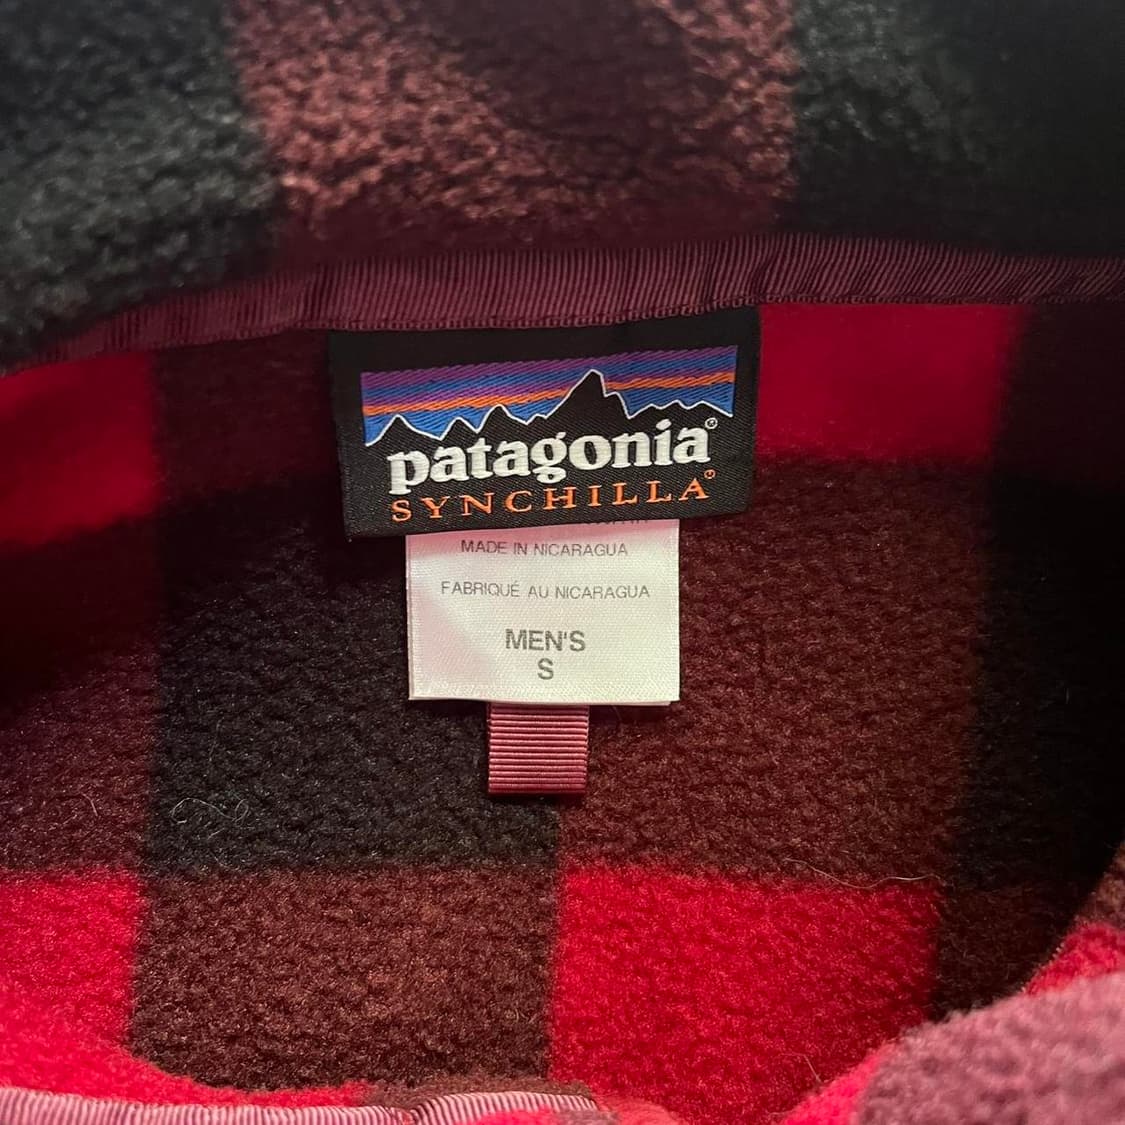 patagonia®
SYNCHILLA®
MADE IN NICARAGUA
FABRIQUÉ AU NICARAGUA
MEN'S
S